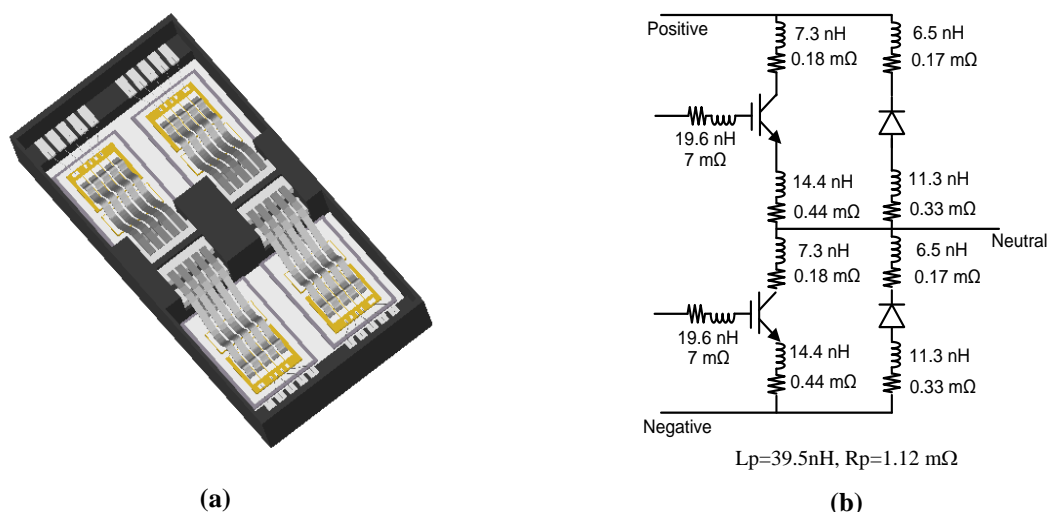 Positive
7.3 nH
0.18 mΩ
6.5 nH
0.17 mΩ
19.6 nH
7 mΩ
14.4 nH
0.44 mΩ
11.3 nH
0.33 mΩ
Neutral
7.3 nH
0.18 mΩ
6.5 nH
0.17 mΩ
19.6 nH
7 mΩ
14.4 nH
0.44 mΩ
11.3 nH
0.33 mΩ
Negative
Lp=39.5nH, Rp=1.12 mΩ
(a)
(b)